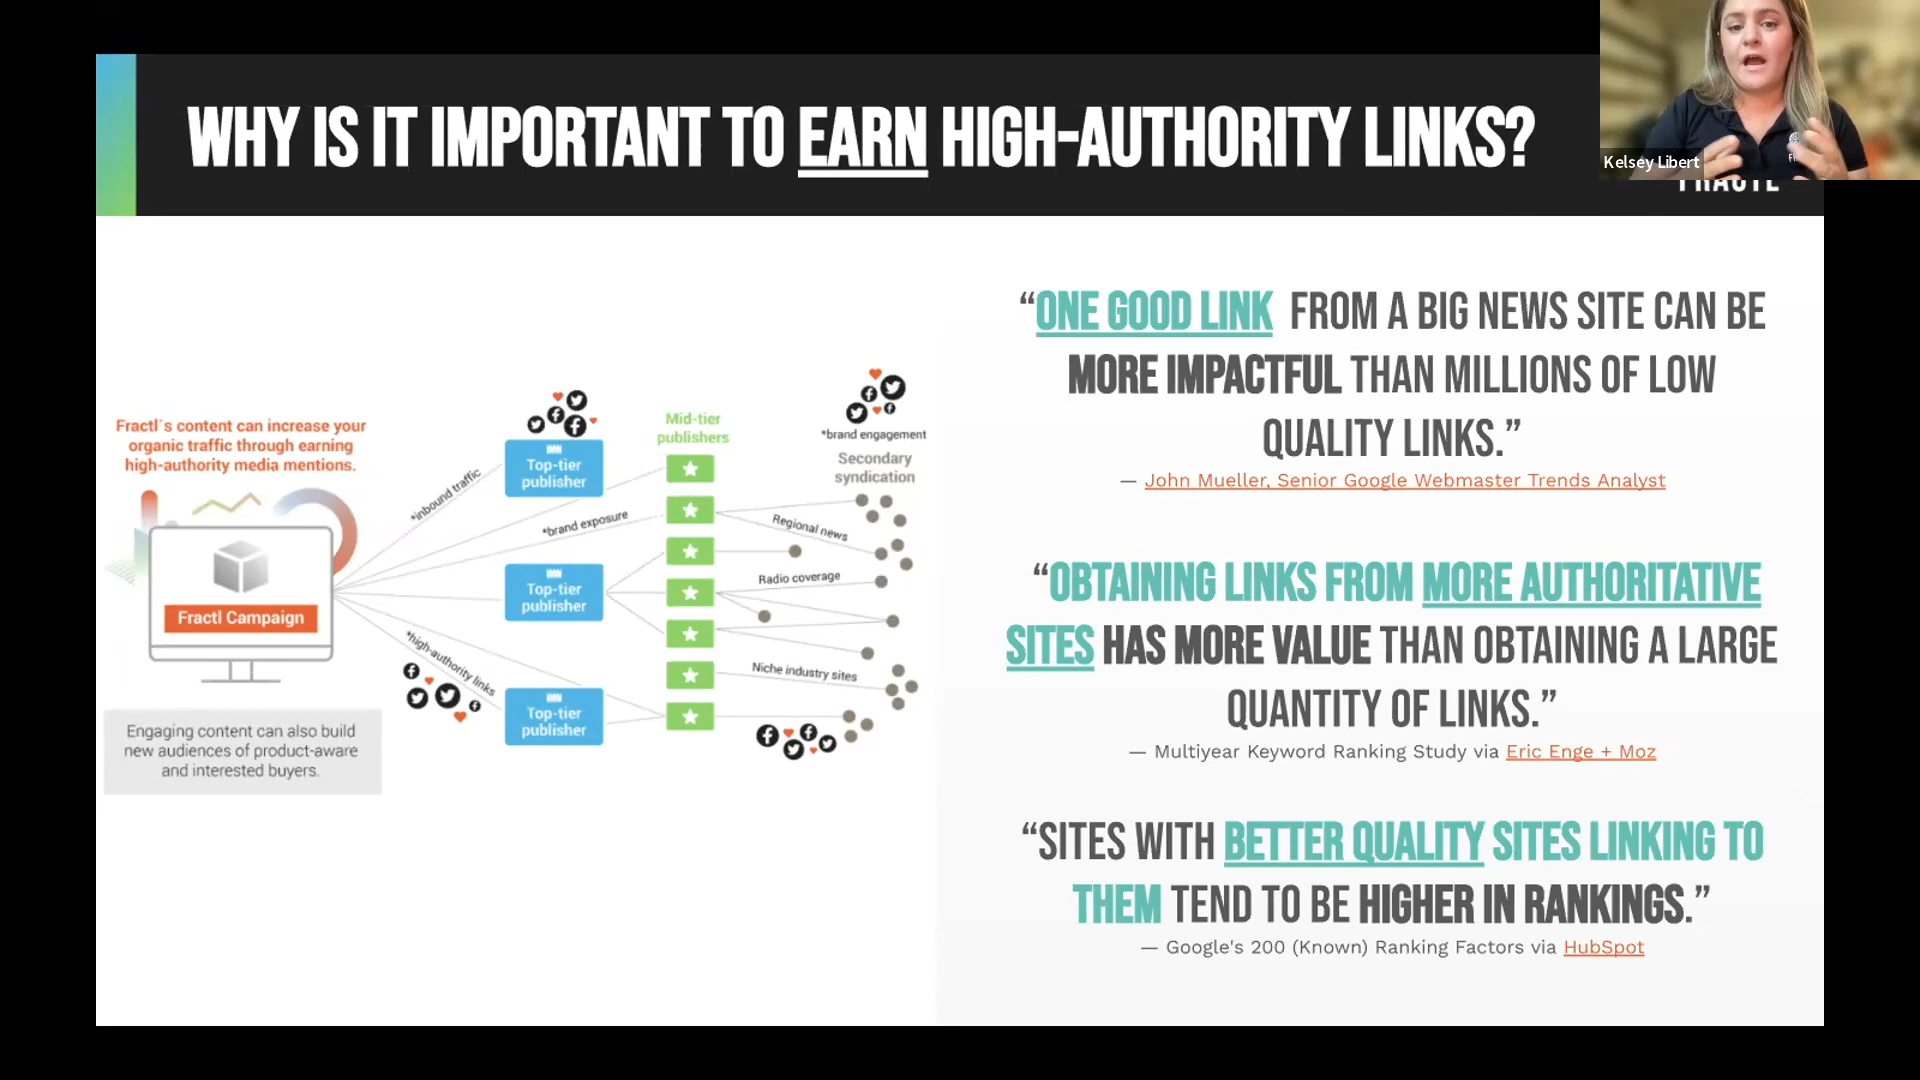 WHY IS IT IMPORTANT TO EARN HIGH-AUTHORITY LINKS?
Kelsey Libert
FRACTL
Fractl´s content can increase your
organic traffic through earning
high-authority media mentions.
Fractl Campaign
Engaging content can also build
new audiences of product-aware
and interested buyers.
*inbound traffic
*brand exposure
*high-authority links
Top-tier
publisher
Top-tier
publisher
Top-tier
publisher
Mid-tier
publishers
*brand engagement
Secondary
syndication
Regional news
Radio coverage
Niche industry sites
“ONE GOOD LINK FROM A BIG NEWS SITE CAN BE
MORE IMPACTFUL THAN MILLIONS OF LOW
QUALITY LINKS.”
— John Mueller, Senior Google Webmaster Trends Analyst
“OBTAINING LINKS FROM MORE AUTHORITATIVE
SITES HAS MORE VALUE THAN OBTAINING A LARGE
QUANTITY OF LINKS.”
— Multiyear Keyword Ranking Study via Eric Enge + Moz
“SITES WITH BETTER QUALITY SITES LINKING TO
THEM TEND TO BE HIGHER IN RANKINGS.”
— Google's 200 (Known) Ranking Factors via HubSpot